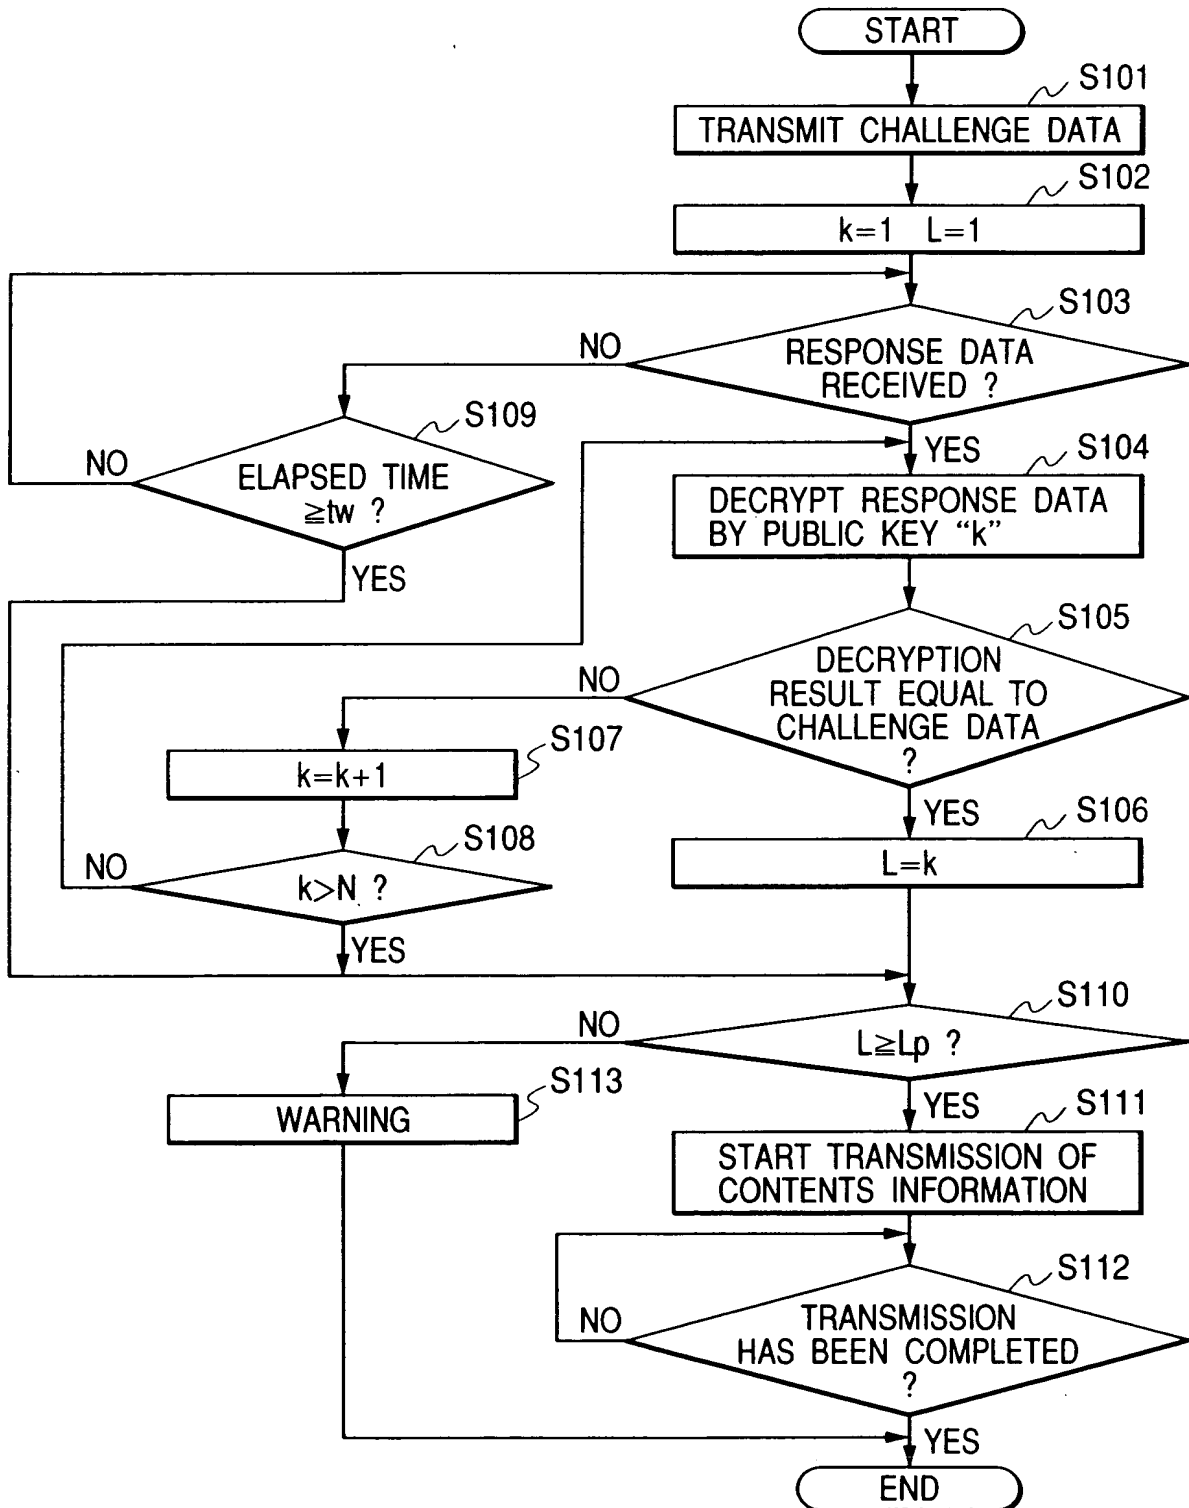 START
S101
TRANSMIT CHALLENGE DATA
S102
k=1 L=1
S103
NO
RESPONSE DATA
RECEIVED ?
S109
NO
ELAPSED TIME
≧tw ?
YES
YES
S104
DECRYPT RESPONSE DATA
BY PUBLIC KEY “k”
S105
NO
DECRYPTION
RESULT EQUAL TO
CHALLENGE DATA
?
S107
k=k+1
YES
S106
L=k
S108
NO
k>N ?
YES
S110
NO
L≧Lp ?
S113
WARNING
YES
S111
START TRANSMISSION OF
CONTENTS INFORMATION
S112
NO
TRANSMISSION
HAS BEEN COMPLETED
?
YES
END